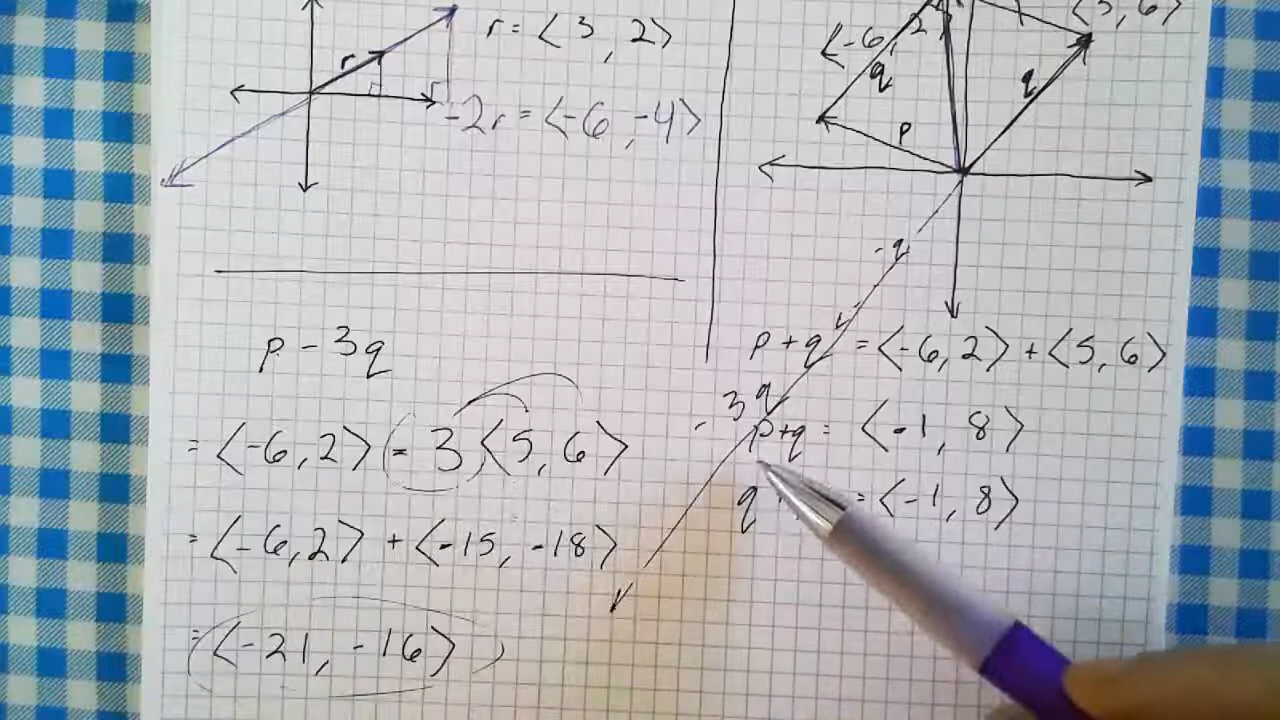 r = ⟨3, 2⟩
r
-2r = ⟨-6, -4⟩
⟨5, 6⟩
⟨-6, 2⟩
q
q
p
-q
p - 3q
= ⟨-6, 2⟩ - 3⟨5, 6⟩
= ⟨-6, 2⟩ + ⟨-15, -18⟩
= ⟨-21, -16⟩
p + q = ⟨-6, 2⟩ + ⟨5, 6⟩
-3q
p+q = ⟨-1, 8⟩
q = ⟨-1, 8⟩